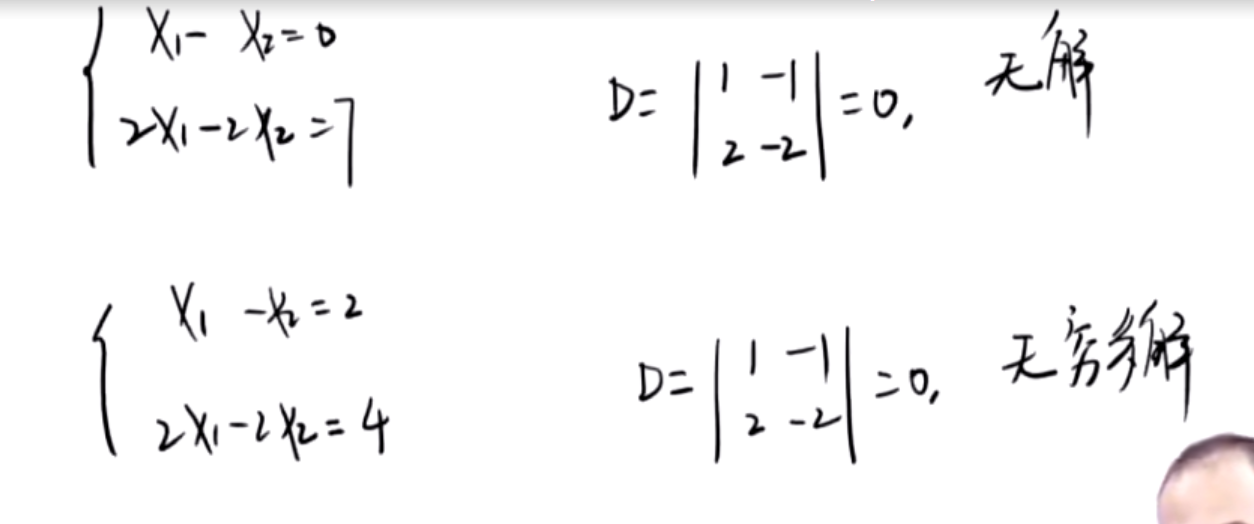 x₁ - x₂ = 0
2x₁ - 2x₂ = 7
D = | 1 -1 | = 0, 无解
| 2 -2 |
x₁ - x₂ = 2
2x₁ - 2x₂ = 4
D = | 1 -1 | = 0, 无穷多解
| 2 -2 |